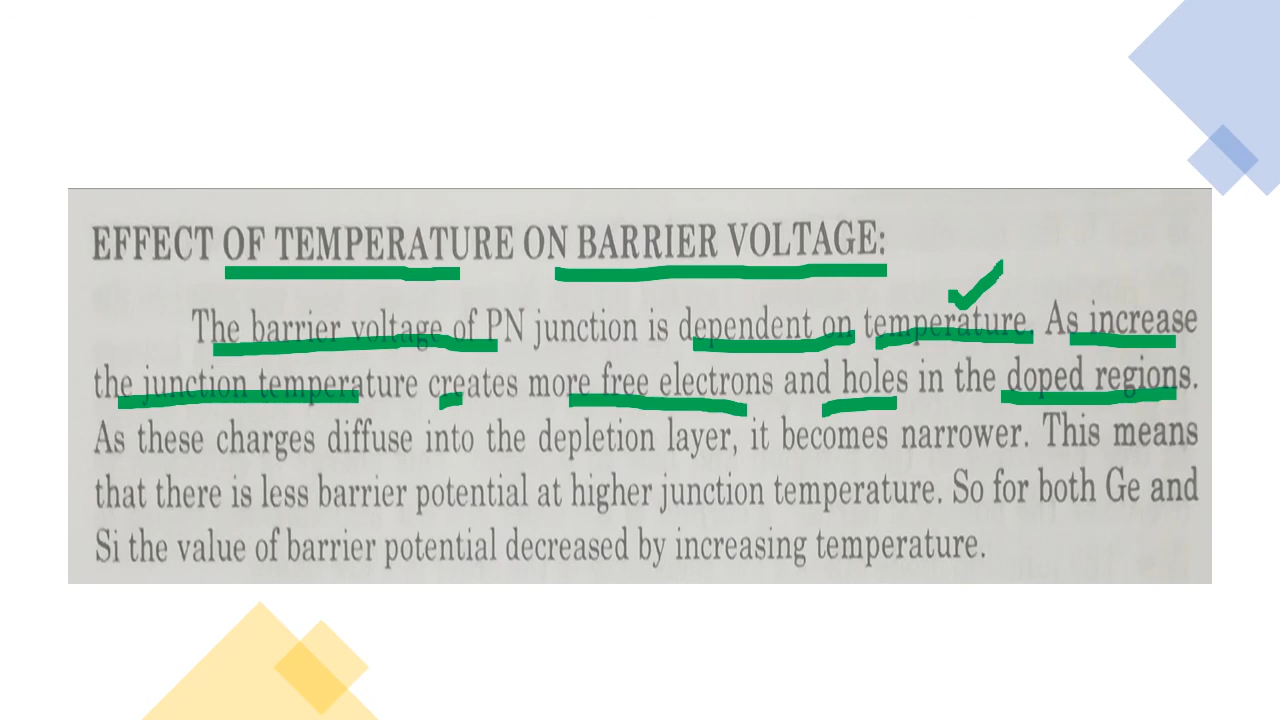 EFFECT OF TEMPERATURE ON BARRIER VOLTAGE:
The barrier voltage of PN junction is dependent on temperature. As increase
the junction temperature creates more free electrons and holes in the doped regions.
As these charges diffuse into the depletion layer, it becomes narrower. This means
that there is less barrier potential at higher junction temperature. So for both Ge and
Si the value of barrier potential decreased by increasing temperature.